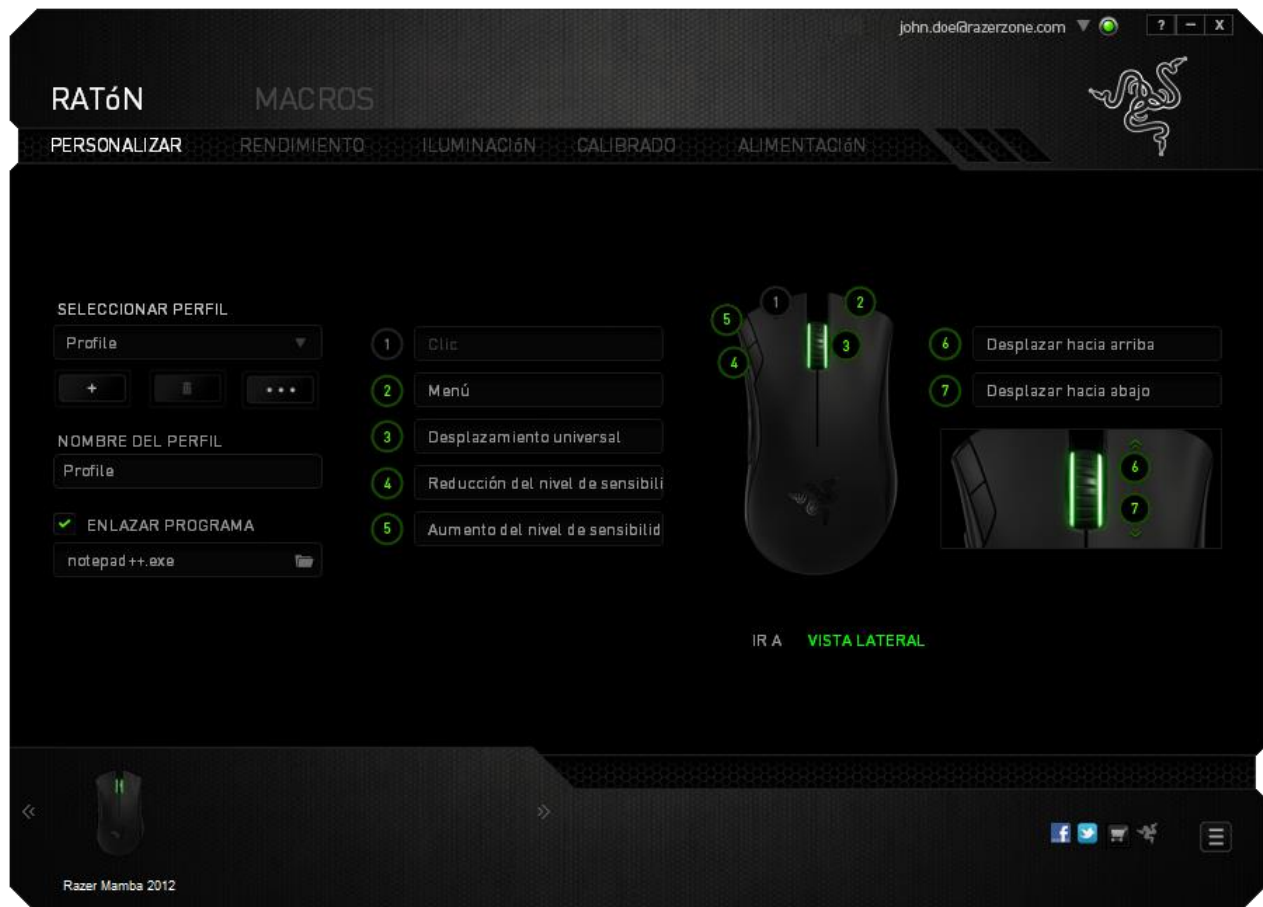 john.doe@razerzone.com
? – X
RATóN MACROS
PERSONALIZAR RENDIMIENTO ILUMINACIóN CALIBRADO ALIMENTACIóN
SELECCIONAR PERFIL
Profile
+ •••
NOMBRE DEL PERFIL
Profile
ENLAZAR PROGRAMA
notepad++.exe
1 Clic
2 Menú
3 Desplazamiento universal
4 Reducción del nivel de sensibili
5 Aumento del nivel de sensibilid
1 2
5 3
4
6 Desplazar hacia arriba
7 Desplazar hacia abajo
6
7
IR A VISTA LATERAL
Razer Mamba 2012